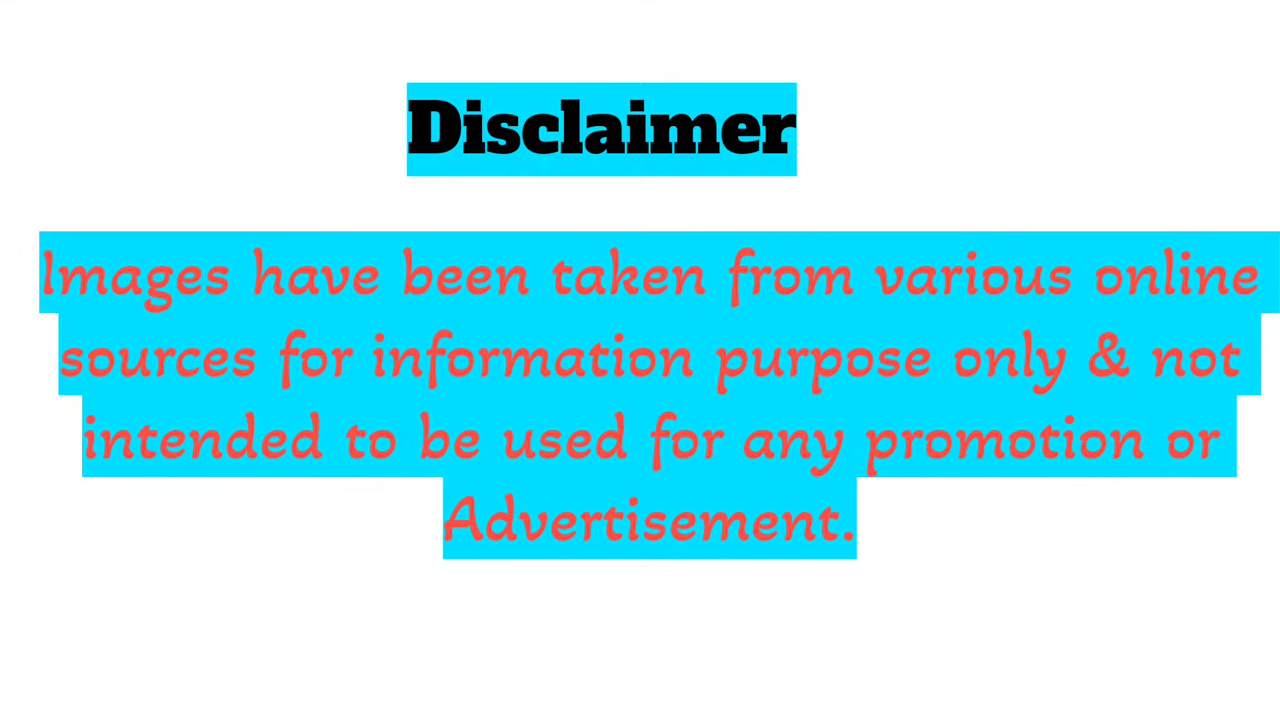 Disclaimer
Images have been taken from various online
sources for information purpose only & not
intended to be used for any promotion or
Advertisement.